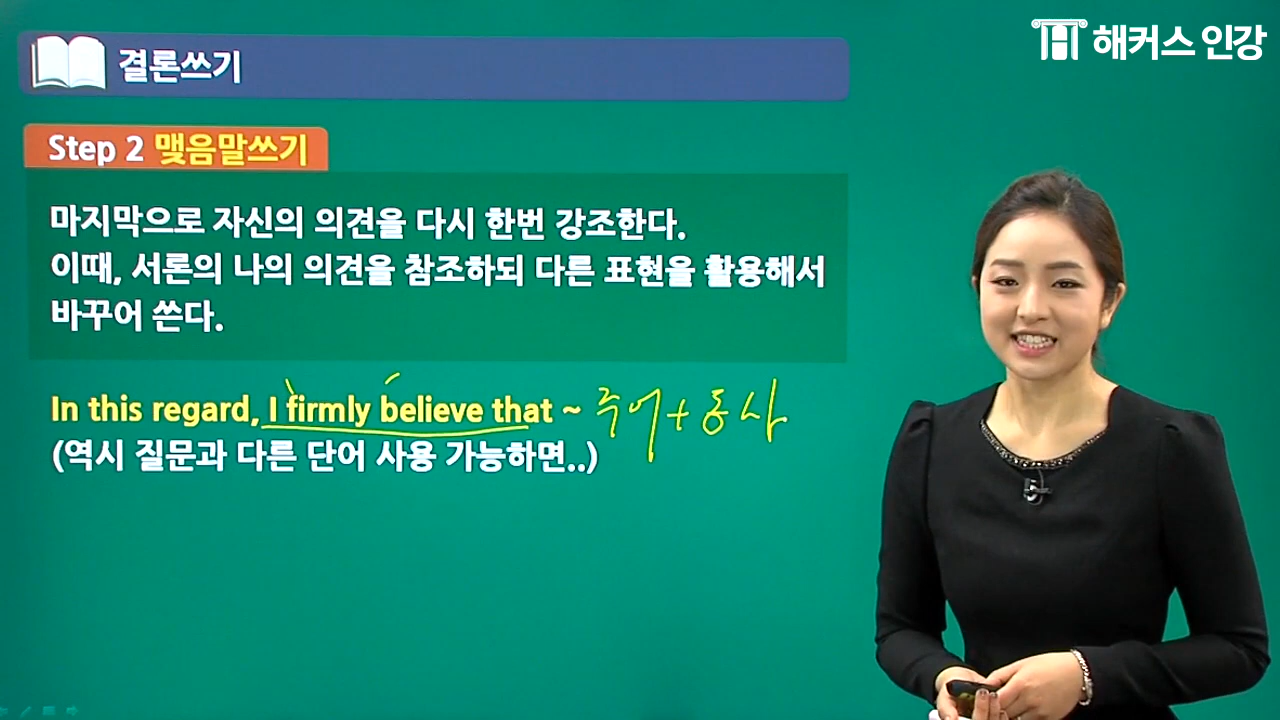 해커스 인강
결론쓰기
Step 2 맺음말쓰기
마지막으로 자신의 의견을 다시 한번 강조한다.
이때, 서론의 나의 의견을 참조하되 다른 표현을 활용해서
바꾸어 쓴다.
In this regard, I firmly believe that ~ 주어+동사
(역시 질문과 다른 단어 사용 가능하면..)